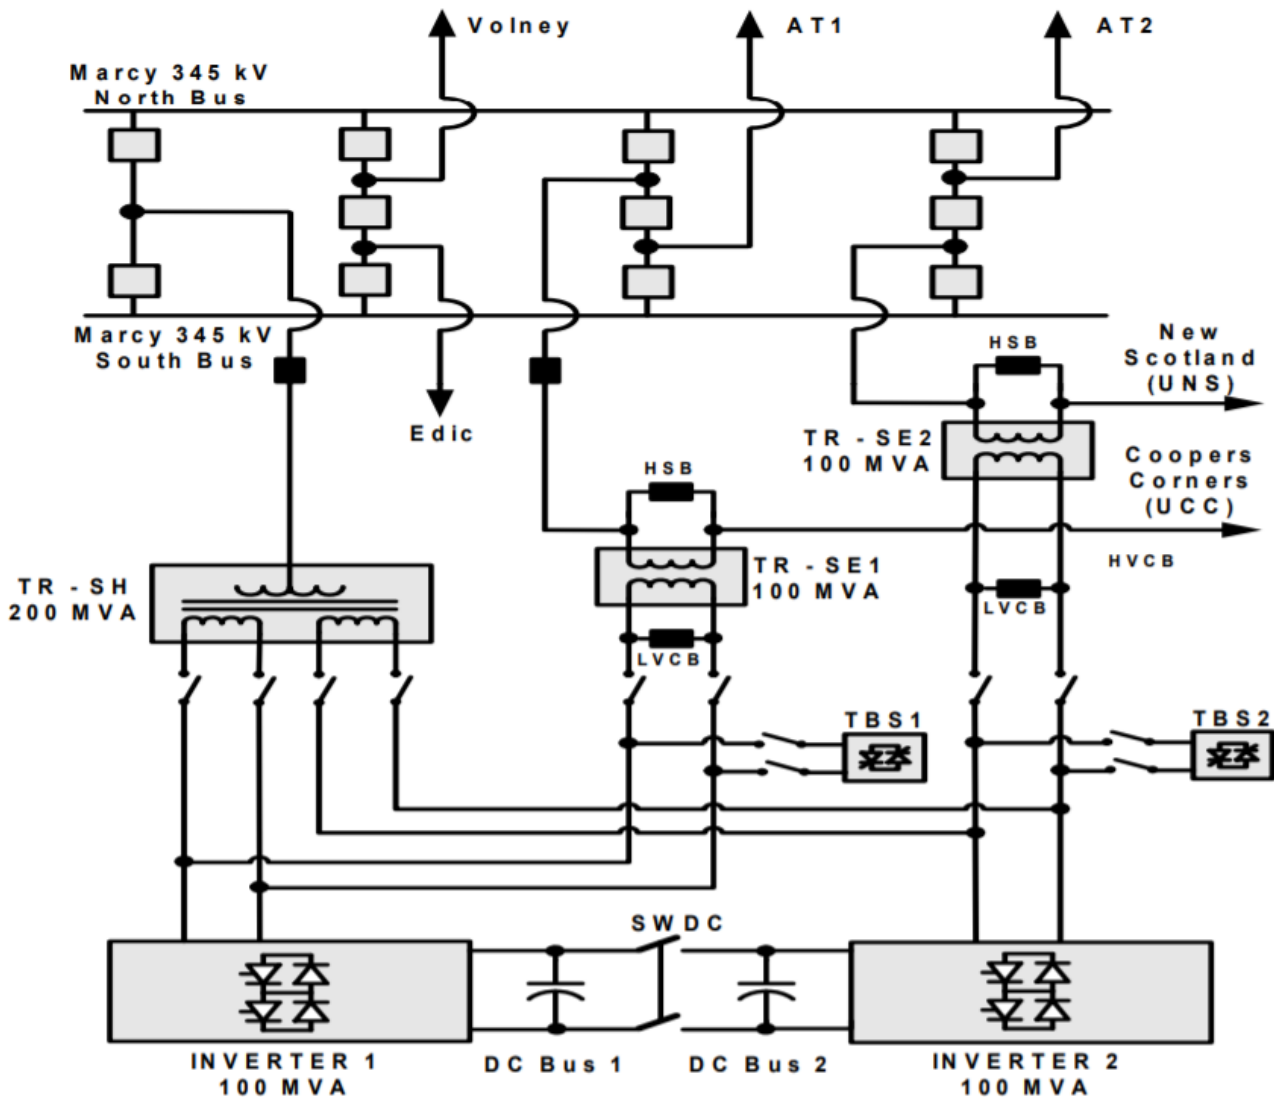 Volney
AT1
AT2
Marcy 345 kV
North Bus
Marcy 345 kV
South Bus
Edic
HSB
New
Scotland
(UNS)
TR - SE2
100 MVA
HSB
Coopers
Corners
(UCC)
TR - SH
200 MVA
TR - SE1
100 MVA
HVCB
LVCB
LVCB
TBS1
TBS2
SWDC
INVERTER 1
100 MVA
DC Bus 1
DC Bus 2
INVERTER 2
100 MVA